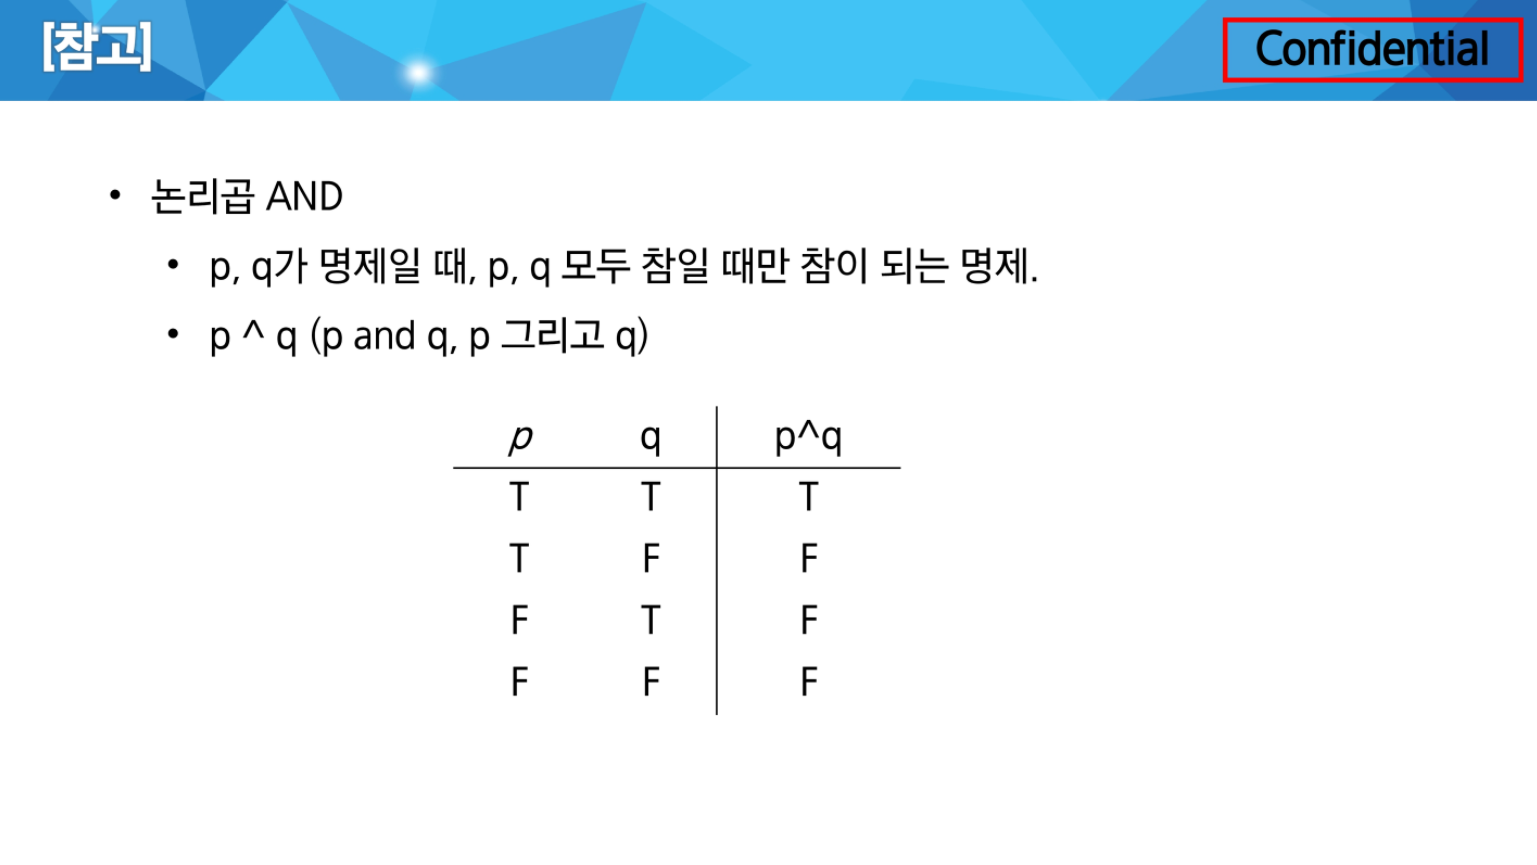 [참고]
Confidential
• 논리곱 AND
• p, q가 명제일 때, p, q 모두 참일 때만 참이 되는 명제.
• p ^ q (p and q, p 그리고 q)
p q p^q
T T T
T F F
F T F
F F F